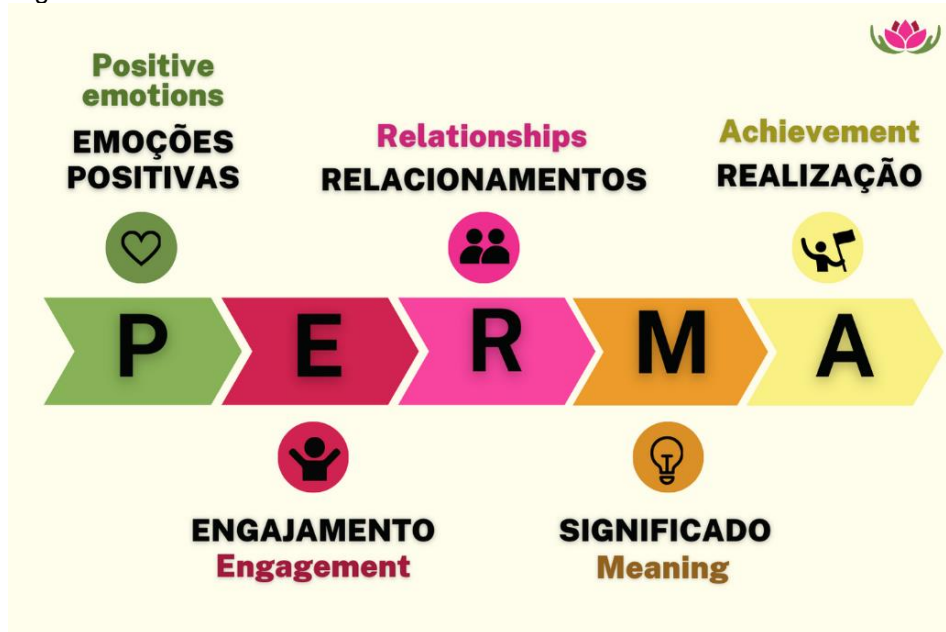 Positive
emotions
EMOÇÕES
POSITIVAS
Relationships
RELACIONAMENTOS
Achievement
REALIZAÇÃO
P E R M A
ENGAJAMENTO
Engagement
SIGNIFICADO
Meaning